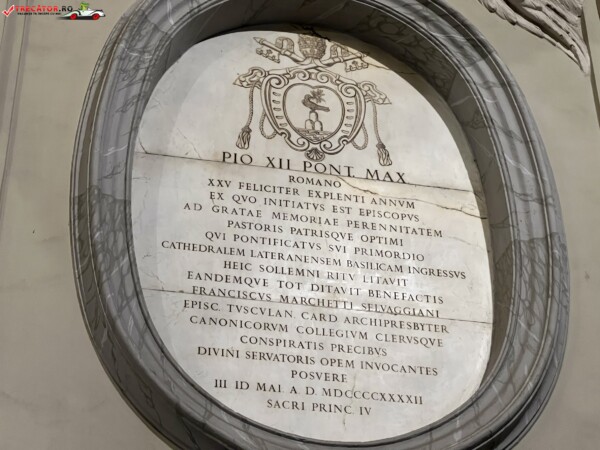 TRECATOR.RO
PIO XII PONT. MAX
ROMANO
XXV FELICITER EXPLENTI ANNVM
EX QVO INITIATVS EST EPISCOPVS
AD GRATAE MEMORIAE PERENNITATEM
PASTORIS PATRISQVE OPTIMI
QVI PONTIFICATVS SVI PRIMORDIO
CATHEDRALEM LATERANENSEM BASILICAM INGRESSVS
HEIC SOLLEMNI RITV LITAVIT
EANDEMQVE TOT DITAVIT BENEFACTIS
FRANCISCVS MARCHETTI SELVAGGIANI
EPISC. TVSCVLAN. CARD. ARCHIPRESBYTER
CANONICORVM COLLEGIVM CLERVSQVE
CONSPIRATIS PRECIBVS
DIVINI SERVATORIS OPEM INVOCANTES
POSVERE
III ID MAI. A. D. MDCCCCXXXXII
SACRI PRINC. IV